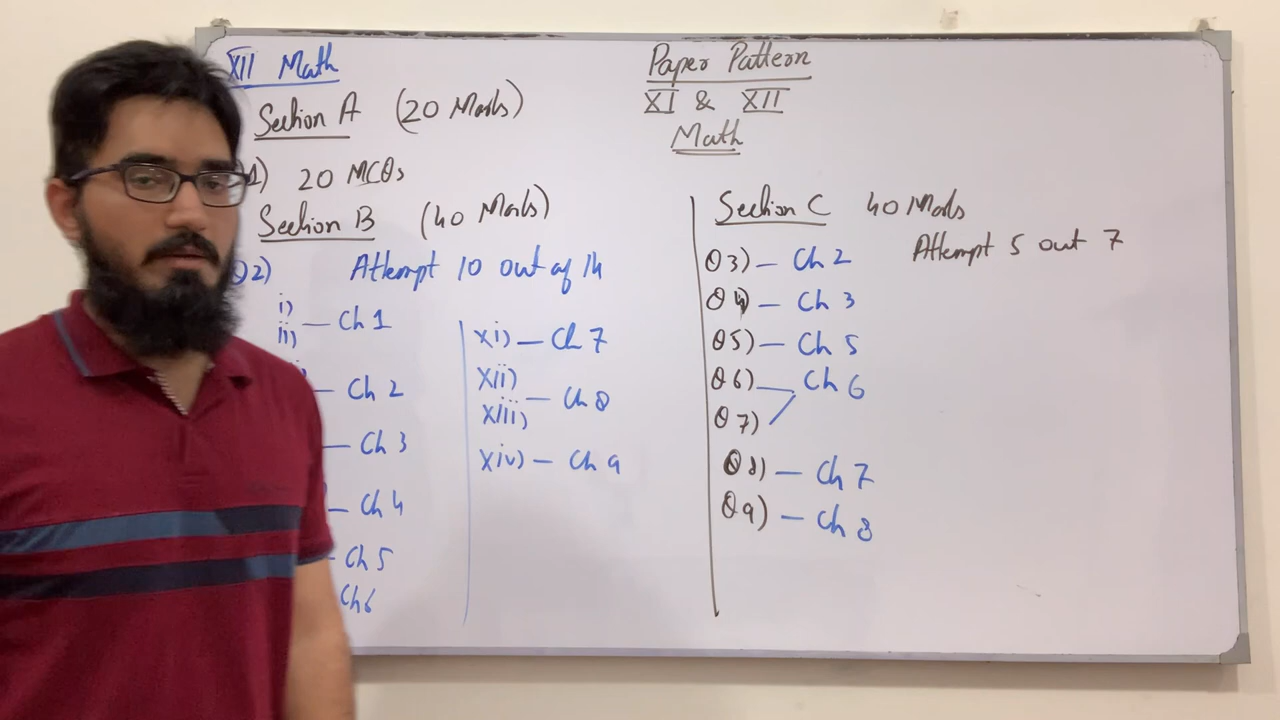 XII Math
Paper Pattern
XI & XII
Math
Section A (20 Marks)
1) 20 MCQs
Section B (40 Marks)
Q2) Attempt 10 out of 14
i)
ii) — Ch 1
— Ch 2
— Ch 3
— Ch 4
— Ch 5
Ch6
xi) — Ch 7
xii)
xiii) — Ch 8
xiv) — Ch 9
Section C 40 Marks
Attempt 5 out 7
Q3) — Ch 2
Q4) — Ch 3
Q5) — Ch 5
Q6) — Ch 6
Q7)
Q8) — Ch 7
Q9) — Ch 8